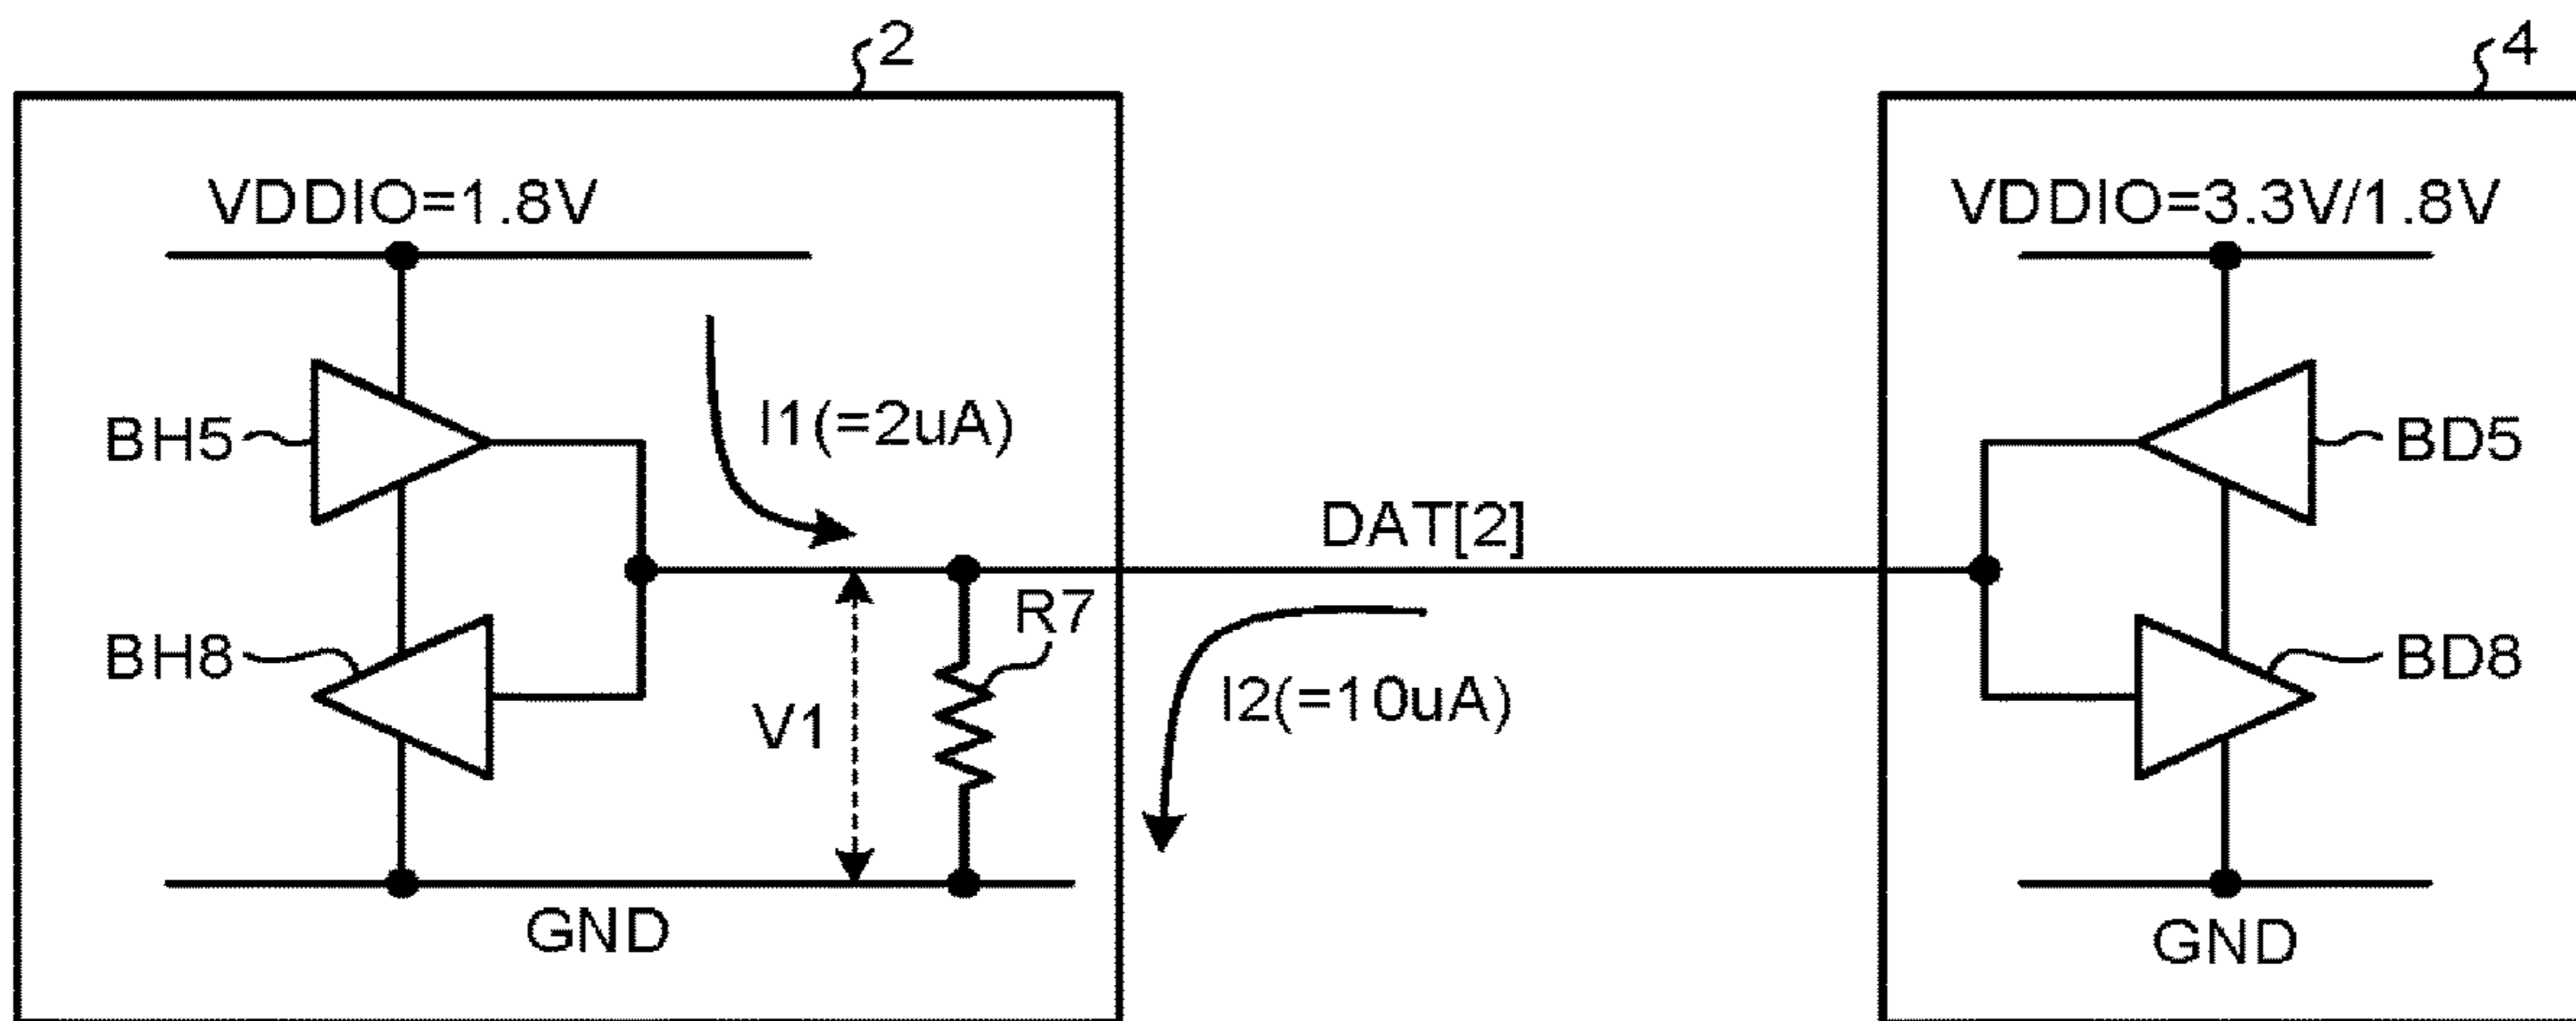 2
4
VDDIO=1.8V
VDDIO=3.3V/1.8V
BH5
I1(=2uA)
BD5
DAT[2]
R7
BH8
V1
I2(=10uA)
BD8
GND
GND